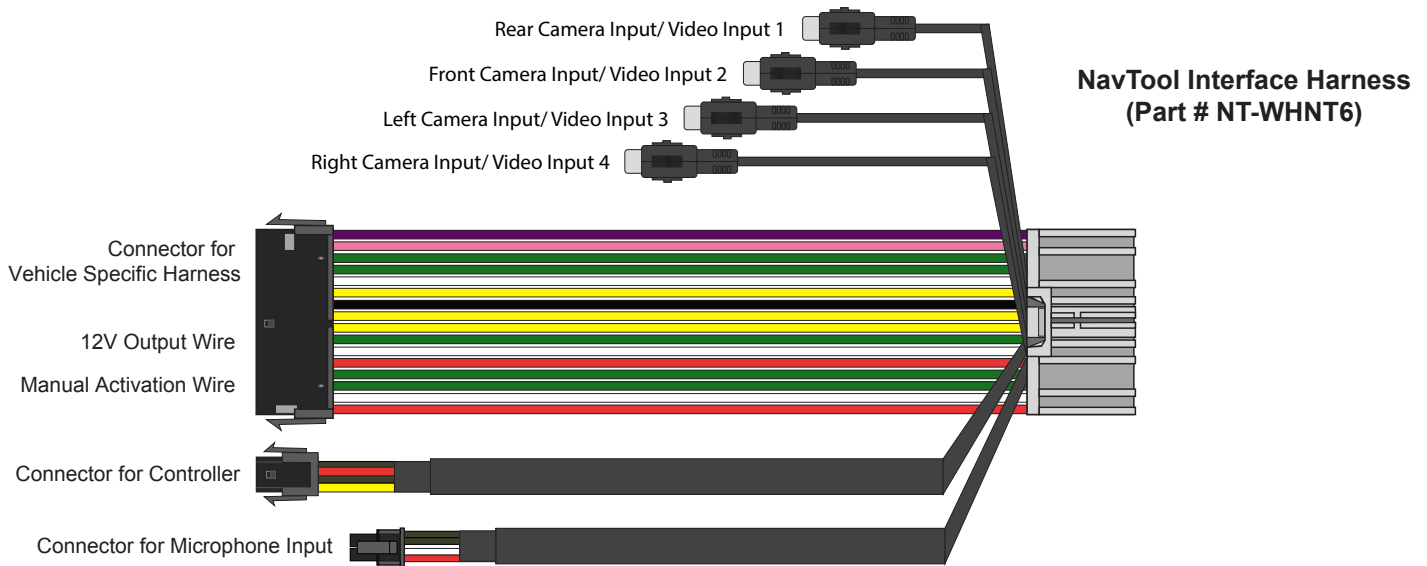 Rear Camera Input/ Video Input 1
Front Camera Input/ Video Input 2
Left Camera Input/ Video Input 3
Right Camera Input/ Video Input 4
NavTool Interface Harness
(Part # NT-WHNT6)
Connector for
Vehicle Specific Harness
12V Output Wire
Manual Activation Wire
Connector for Controller
Connector for Microphone Input